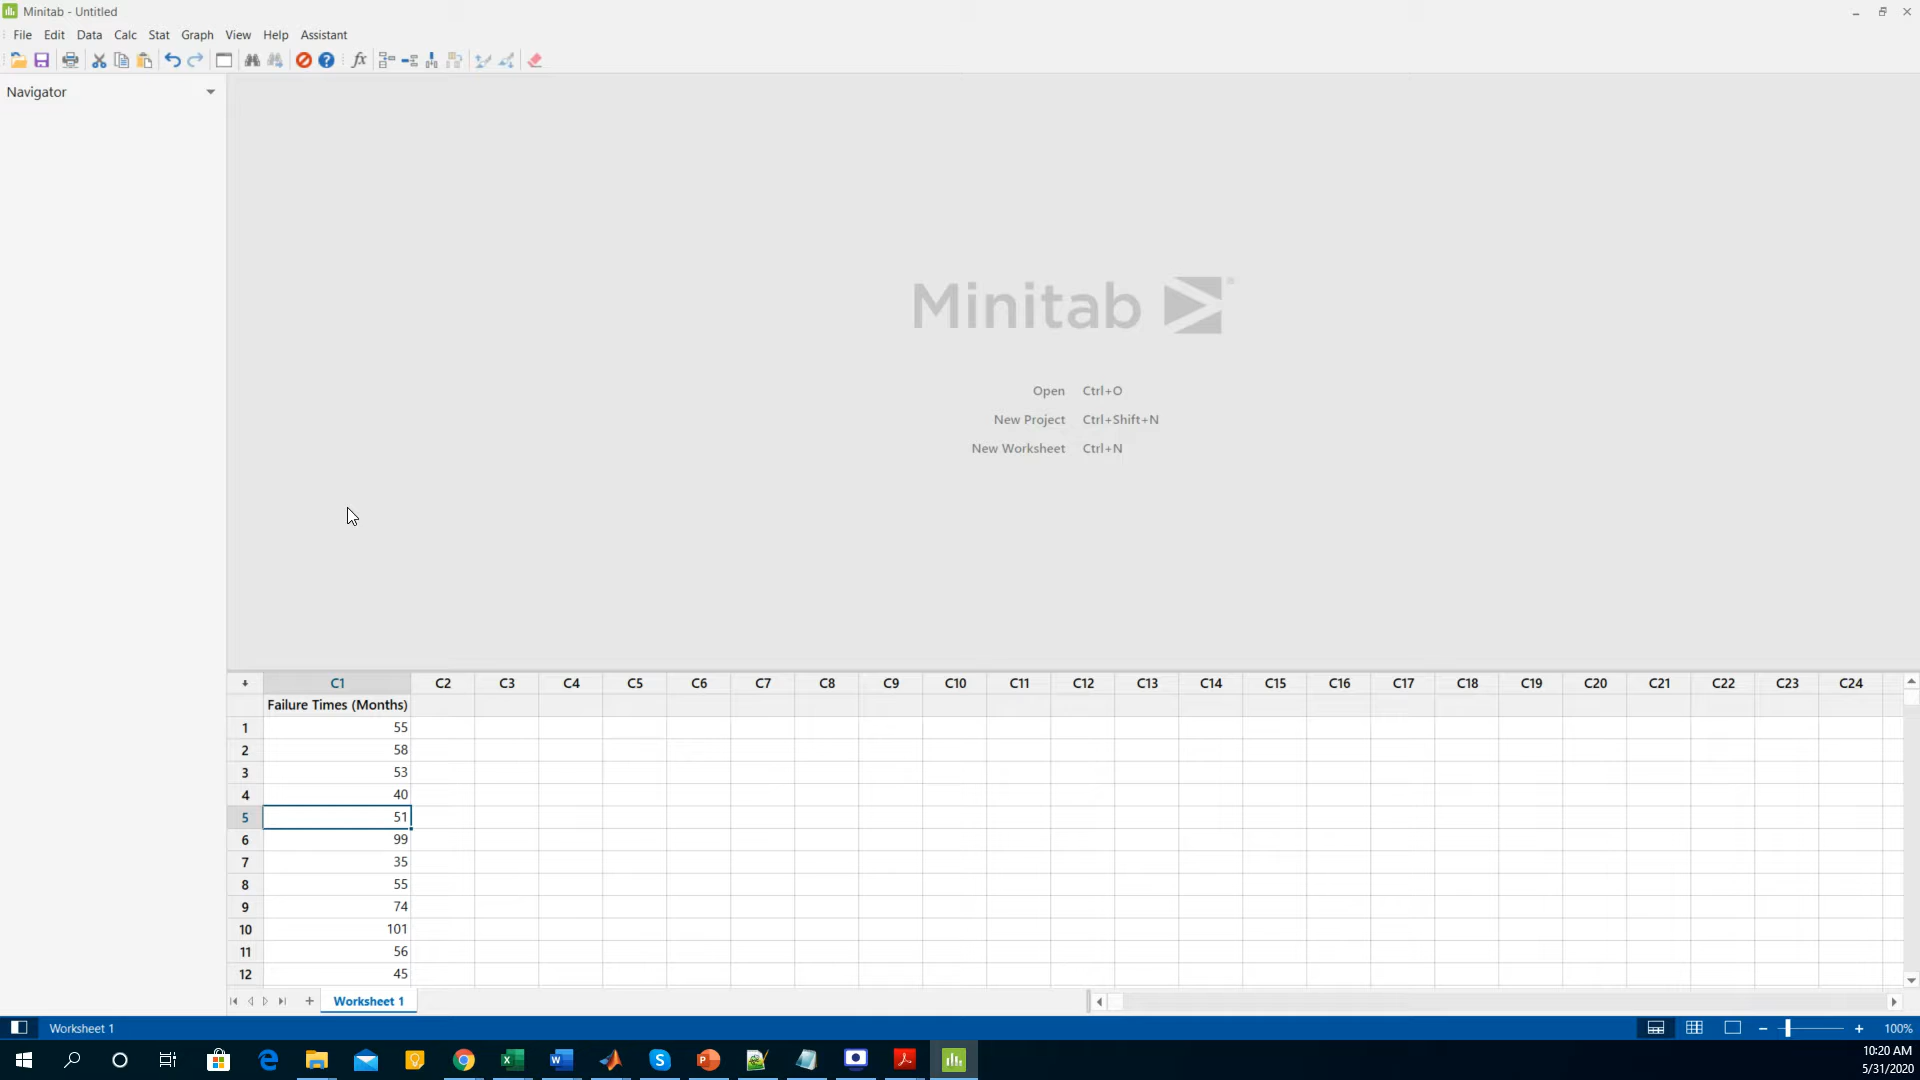 Minitab - Untitled
File Edit Data Calc Stat Graph View Help Assistant
Navigator
Minitab
Open Ctrl+O
New Project Ctrl+Shift+N
New Worksheet Ctrl+N
C1 C2 C3 C4 C5 C6 C7 C8 C9 C10 C11 C12 C13 C14 C15 C16 C17 C18 C19 C20 C21 C22 C23 C24
Failure Times (Months)
1 55
2 58
3 53
4 40
5 51
6 99
7 35
8 55
9 74
10 101
11 56
12 45
Worksheet 1
Worksheet 1 100%
10:20 AM
5/31/2020